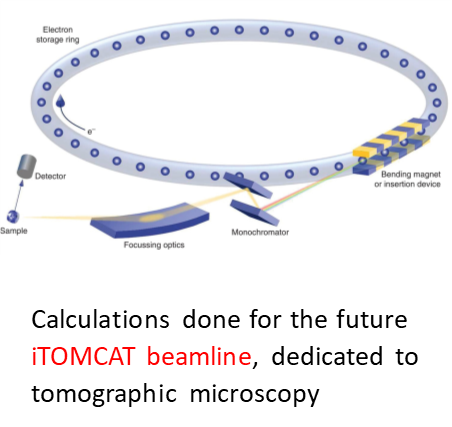 Electron
storage ring
e⁻
Detector
Bending magnet
or insertion device
Sample
Monochromator
Focussing optics
Calculations done for the future
iTOMCAT beamline, dedicated to
tomographic microscopy